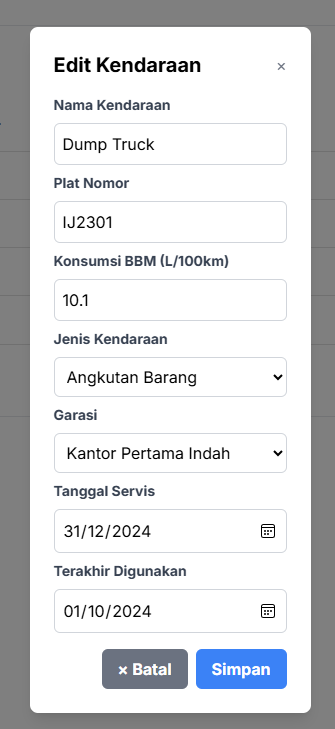 Edit Kendaraan ×
Nama Kendaraan
Dump Truck
Plat Nomor
IJ2301
Konsumsi BBM (L/100km)
10.1
Jenis Kendaraan
Angkutan Barang
Garasi
Kantor Pertama Indah
Tanggal Servis
31/12/2024
Terakhir Digunakan
01/10/2024
× Batal Simpan